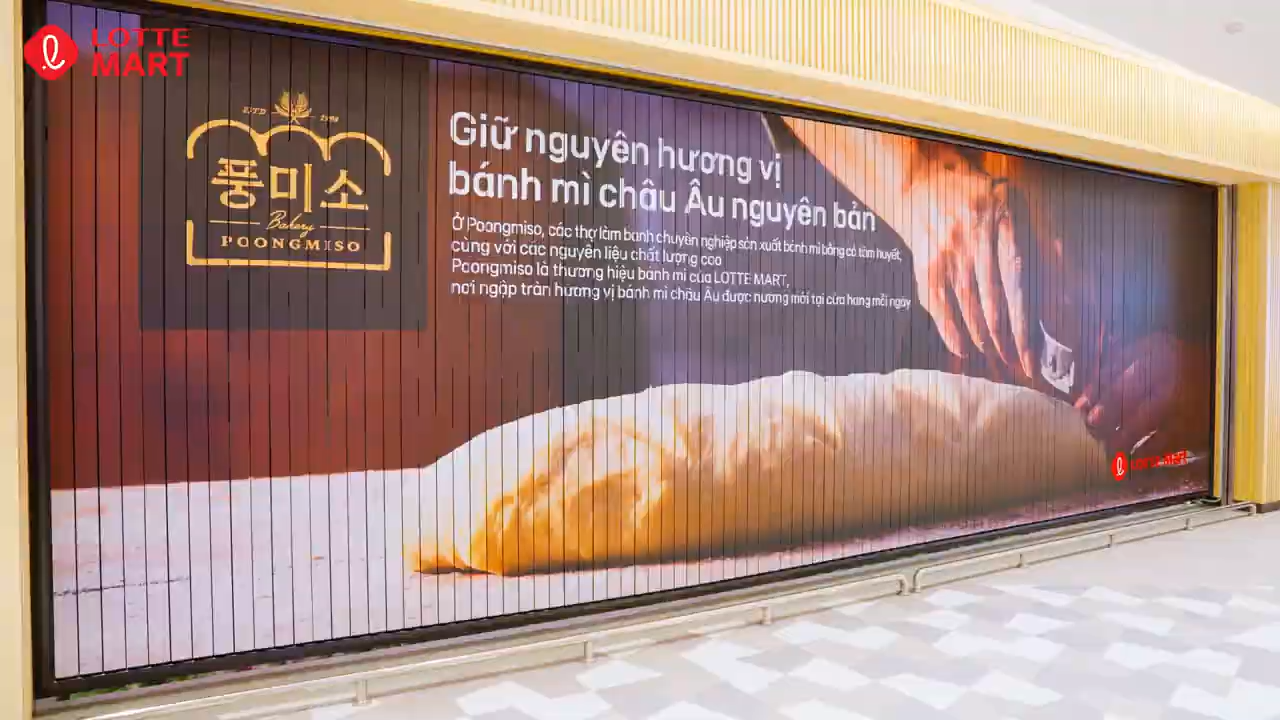 LOTTE
MART
ESTD 1998
풍미소
Bakery
POONGMISO
Giữ nguyên hương vị
bánh mì châu Âu nguyên bản
Ở Poongmiso, các thợ làm bánh chuyên nghiệp sản xuất bánh mì bằng cả tâm huyết,
cùng với các nguyên liệu chất lượng cao
Poongmiso là thương hiệu bánh mì của LOTTE MART,
nơi ngập tràn hương vị bánh mì châu Âu được nướng mới tại cửa hàng mỗi ngày
LOTTE MART